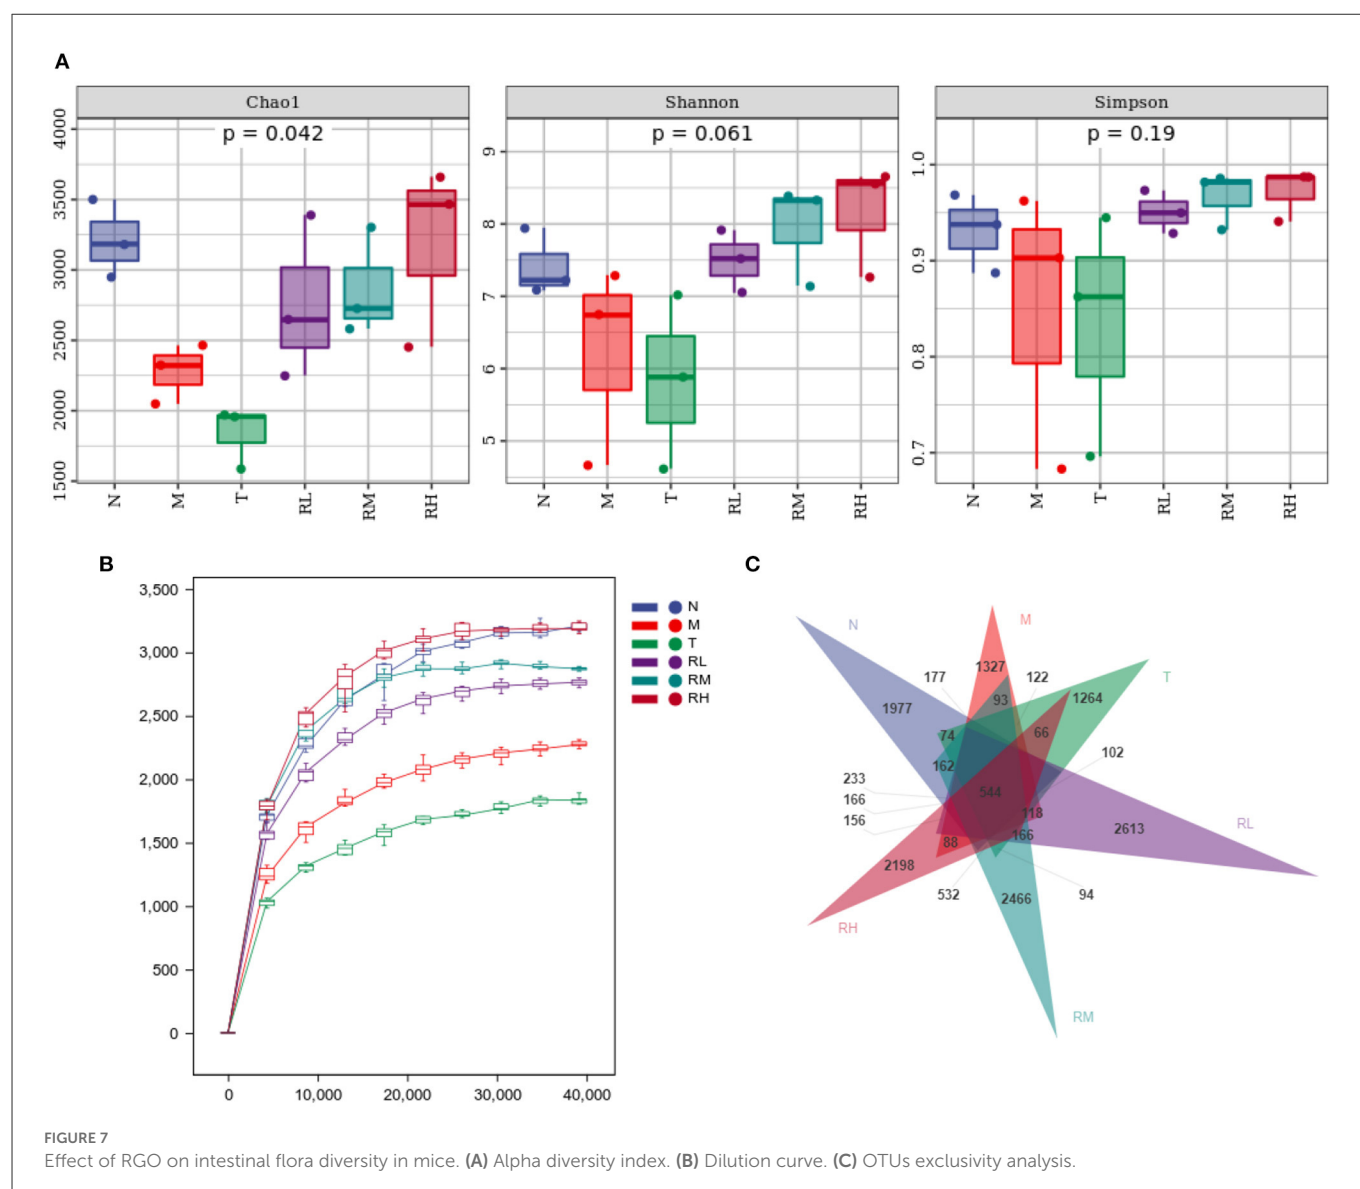 A
Chao1
Shannon
Simpson
p = 0.042
p = 0.061
p = 0.19
4000
3500
3000
2500
2000
1500
N
M
T
RL
RM
RH
9
8
7
6
5
N
M
T
RL
RM
RH
1.0
0.9
0.8
0.7
N
M
T
RL
RM
RH
B
3,500
3,000
2,500
2,000
1,500
1,000
500
0
0
10,000
20,000
30,000
40,000
N
M
T
RL
RM
RH
C
N
M
T
RL
RM
RH
1977
177
1327
93
122
1264
74
66
102
162
233
166
156
544
118
2613
88
166
2198
532
2466
94
FIGURE 7
Effect of RGO on intestinal flora diversity in mice. (A) Alpha diversity index. (B) Dilution curve. (C) OTUs exclusivity analysis.